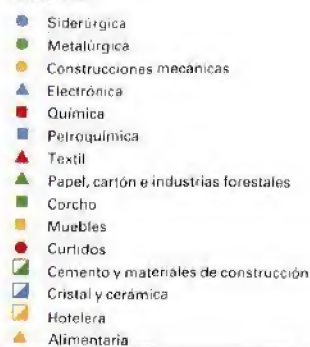 Siderúrgica
Metalúrgica
Construcciones mecánicas
Electrónica
Química
Petroquímica
Textil
Papel, cartón e industrias forestales
Corcho
Muebles
Curtidos
Cemento y materiales de construcción
Cristal y cerámica
Hotelera
Alimentaria